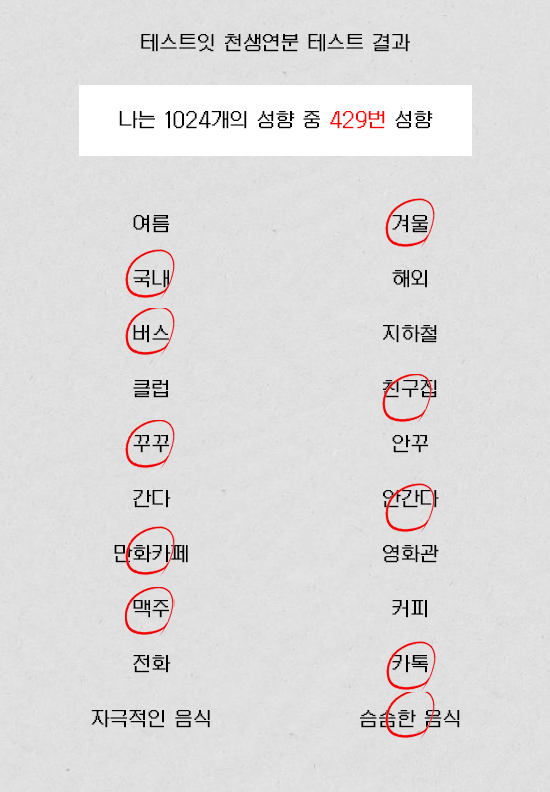 테스트잇 천생연분 테스트 결과
나는 1024개의 성향 중 429번 성향
여름 겨울
국내 해외
버스 지하철
클럽 친구집
꾸꾸 안꾸
간다 안간다
만화카페 영화관
맥주 커피
전화 카톡
자극적인 음식 슴슴한 음식